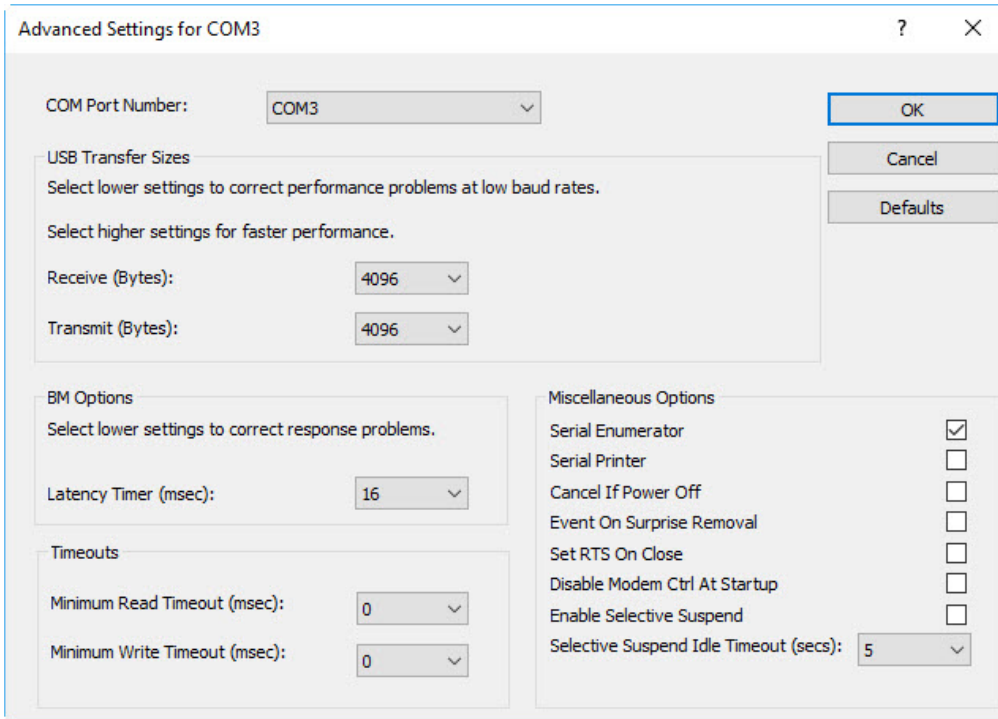 Advanced Settings for COM3
?
COM Port Number:
COM3
OK
USB Transfer Sizes
Cancel
Select lower settings to correct performance problems at low baud rates.
Defaults
Select higher settings for faster performance.
Receive (Bytes):
4096
Transmit (Bytes):
4096
BM Options
Select lower settings to correct response problems.
Latency Timer (msec):
16
Timeouts
Minimum Read Timeout (msec):
0
Minimum Write Timeout (msec):
0
Miscellaneous Options
Serial Enumerator
Serial Printer
Cancel If Power Off
Event On Surprise Removal
Set RTS On Close
Disable Modem Ctrl At Startup
Enable Selective Suspend
Selective Suspend Idle Timeout (secs):
5